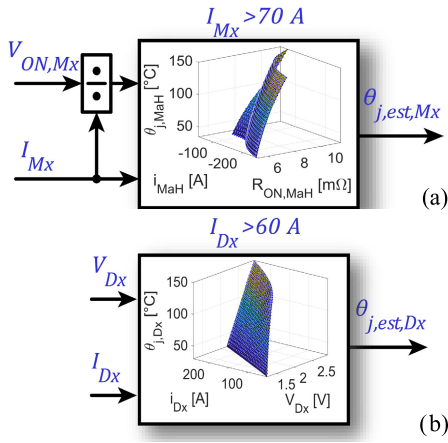 I_Mx >70 A
V_ON,Mx
÷
I_Mx
θ_j,MaH [°C]
150
100
50
-100
-200
6
8
10
i_MaH [A]
R_ON,MaH [mΩ]
θ_j,est,Mx
(a)
I_Dx >60 A
V_Dx
I_Dx
θ_j,Dx [°C]
150
100
50
200
100
1.5
2
2.5
i_Dx [A]
V_Dx [V]
θ_j,est,Dx
(b)